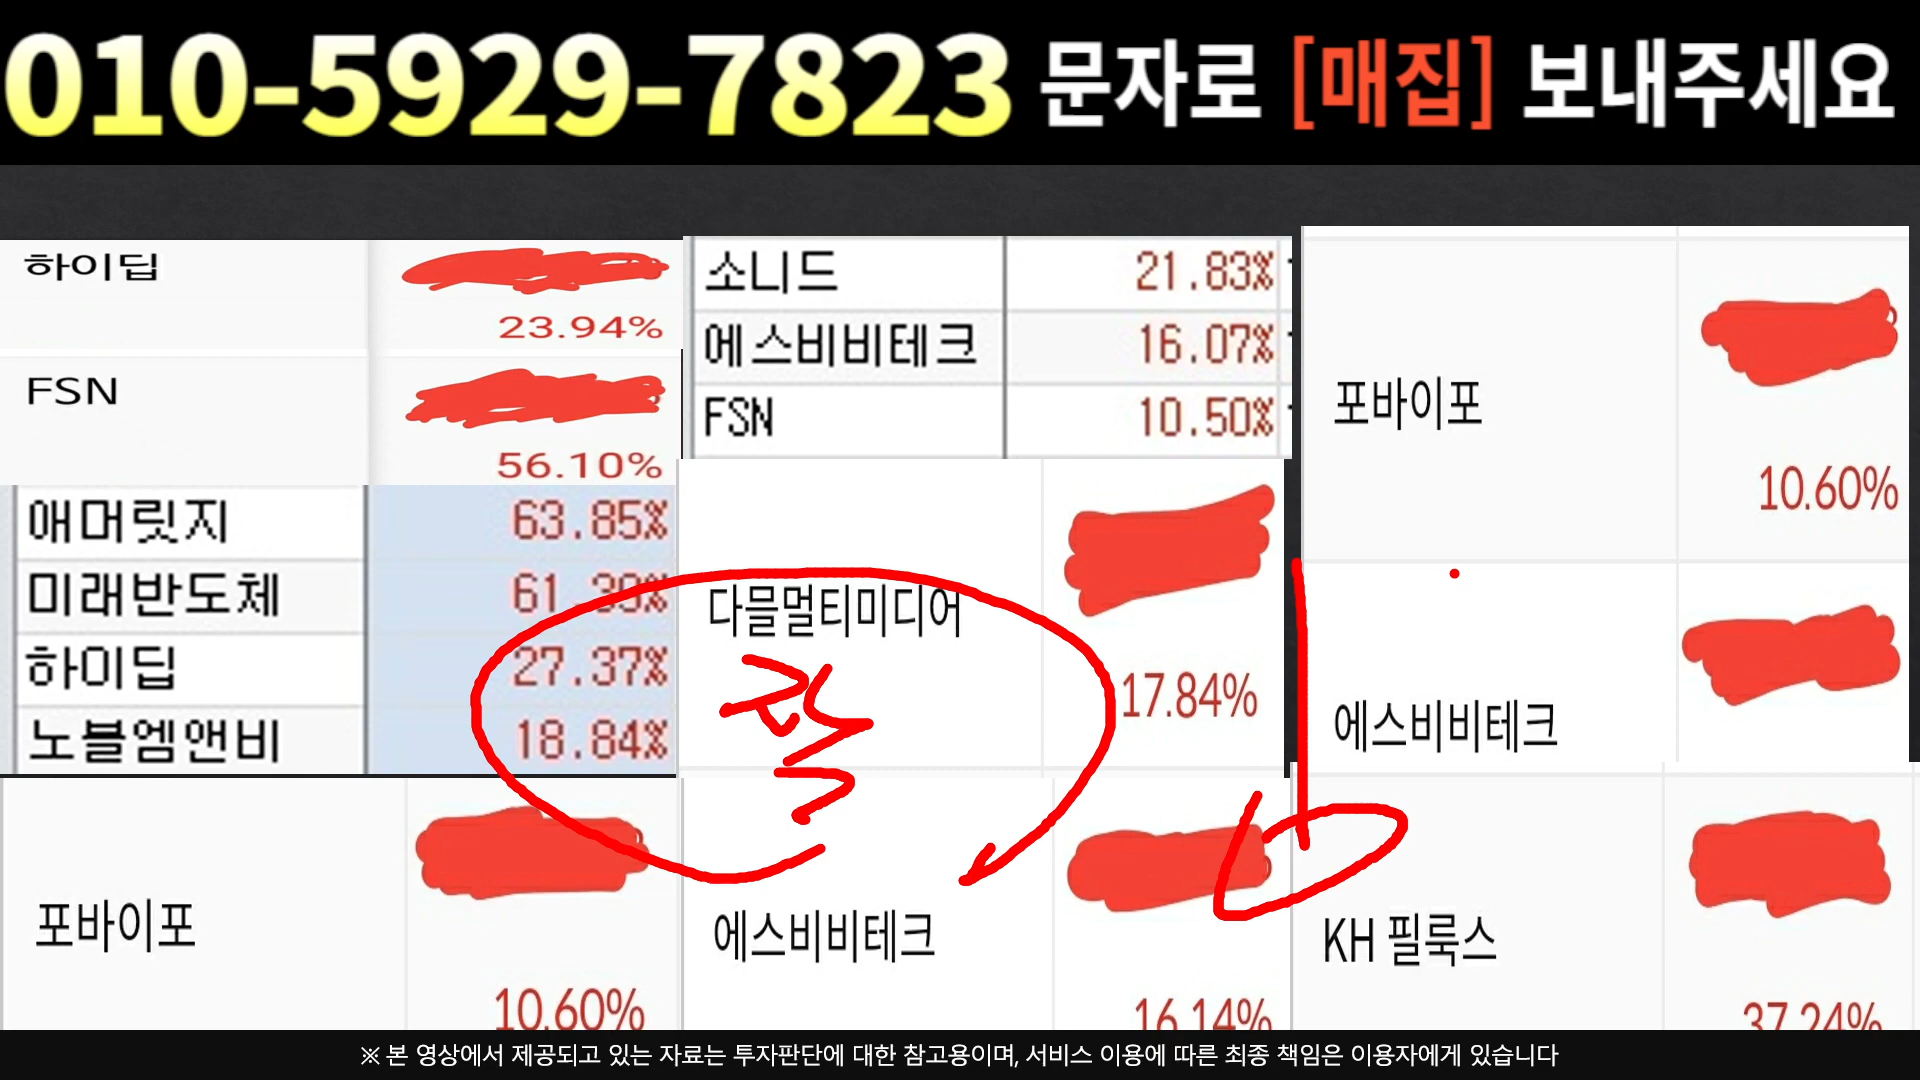 010-5929-7823 문자로 [매집] 보내주세요
하이딥
23.94%
FSN
56.10%
애머릿지 63.85%
미래반도체 61.39%
하이딥 27.37%
노블엠앤비 18.84%
소니드 21.83%
에스비비테크 16.07%
FSN 10.50%
다믈멀티미디어
17.84%
포바이포
10.60%
에스비비테크
포바이포
10.60%
에스비비테크
16.14%
KH 필룩스
37.24%
※ 본 영상에서 제공되고 있는 자료는 투자판단에 대한 참고용이며, 서비스 이용에 따른 최종 책임은 이용자에게 있습니다